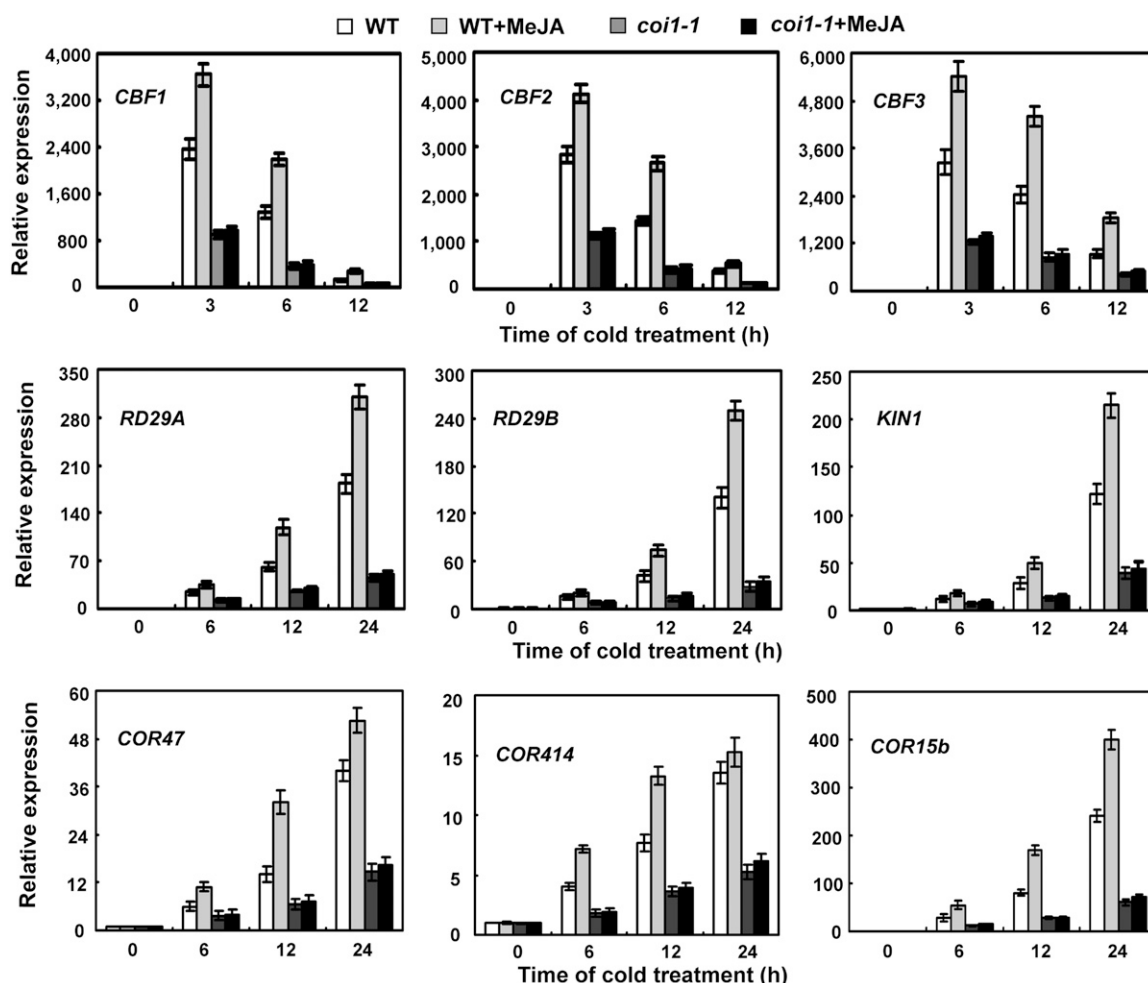 WT WT+MeJA coi1-1 coi1-1+MeJA
Relative expression
CBF1
4,000
3,200
2,400
1,600
800
0
0 3 6 12
CBF2
5,000
4,000
3,000
2,000
1,000
0
0 3 6 12
CBF3
6,000
4,800
3,600
2,400
1,200
0
0 3 6 12
Time of cold treatment (h)
Relative expression
RD29A
350
280
210
140
70
0
0 6 12 24
RD29B
300
240
180
120
60
0
0 6 12 24
KIN1
250
200
150
100
50
0
0 6 12 24
Time of cold treatment (h)
Relative expression
COR47
60
48
36
24
12
0
0 6 12 24
COR414
20
15
10
5
0
0 6 12 24
COR15b
500
400
300
200
100
0
0 6 12 24
Time of cold treatment (h)